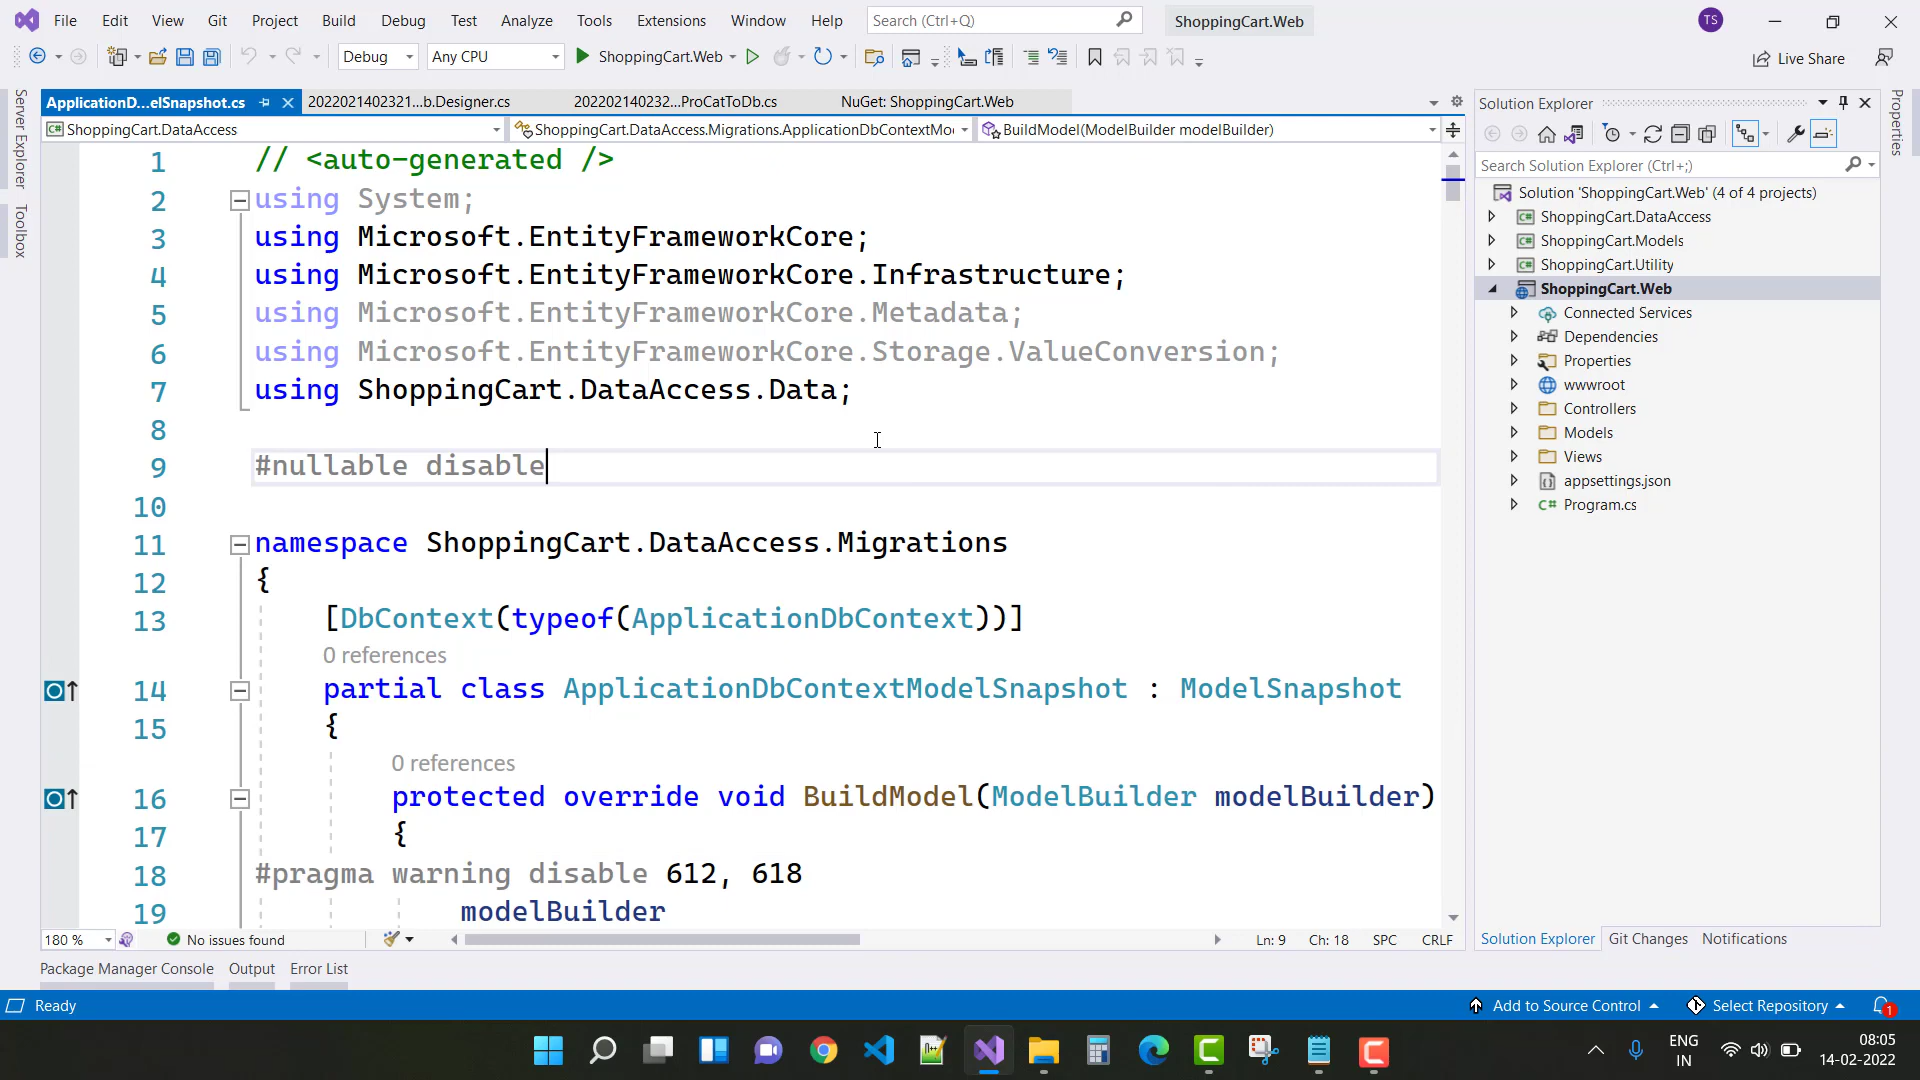 File Edit View Git Project Build Debug Test Analyze Tools Extensions Window Help Search (Ctrl+Q) ShoppingCart.Web TS
Debug Any CPU ShoppingCart.Web Live Share
Server Explorer
Toolbox
ApplicationD...elSnapshot.cs 2022021402321...b.Designer.cs 202202140232...ProCatToDb.cs NuGet: ShoppingCart.Web
ShoppingCart.DataAccess ShoppingCart.DataAccess.Migrations.ApplicationDbContextMo BuildModel(ModelBuilder modelBuilder)
1 // <auto-generated />
2 using System;
3 using Microsoft.EntityFrameworkCore;
4 using Microsoft.EntityFrameworkCore.Infrastructure;
5 using Microsoft.EntityFrameworkCore.Metadata;
6 using Microsoft.EntityFrameworkCore.Storage.ValueConversion;
7 using ShoppingCart.DataAccess.Data;
8
9 #nullable disable
10
11 namespace ShoppingCart.DataAccess.Migrations
12 {
13 [DbContext(typeof(ApplicationDbContext))]
0 references
14 partial class ApplicationDbContextModelSnapshot : ModelSnapshot
15 {
0 references
16 protected override void BuildModel(ModelBuilder modelBuilder)
17 {
18 #pragma warning disable 612, 618
19 modelBuilder
180 % No issues found Ln: 9 Ch: 18 SPC CRLF
Solution Explorer
Search Solution Explorer (Ctrl+;)
Solution 'ShoppingCart.Web' (4 of 4 projects)
ShoppingCart.DataAccess
ShoppingCart.Models
ShoppingCart.Utility
ShoppingCart.Web
Connected Services
Dependencies
Properties
wwwroot
Controllers
Models
Views
appsettings.json
C# Program.cs
Solution Explorer Git Changes Notifications
Properties
Package Manager Console Output Error List
Ready Add to Source Control Select Repository 1
ENG
IN
08:05
14-02-2022